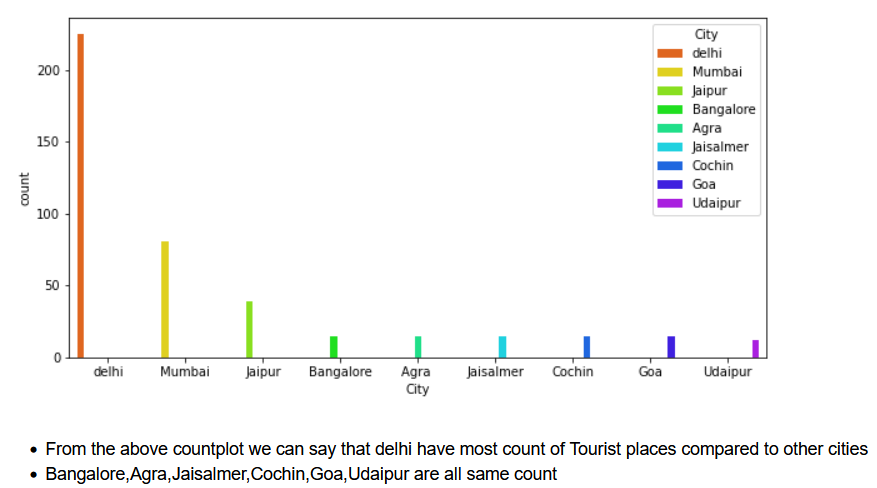 City
delhi
Mumbai
Jaipur
Bangalore
Agra
Jaisalmer
Cochin
Goa
Udaipur
200
150
100
50
0
count
delhi Mumbai Jaipur Bangalore Agra Jaisalmer Cochin Goa Udaipur
City
• From the above countplot we can say that delhi have most count of Tourist places compared to other cities
• Bangalore,Agra,Jaisalmer,Cochin,Goa,Udaipur are all same count